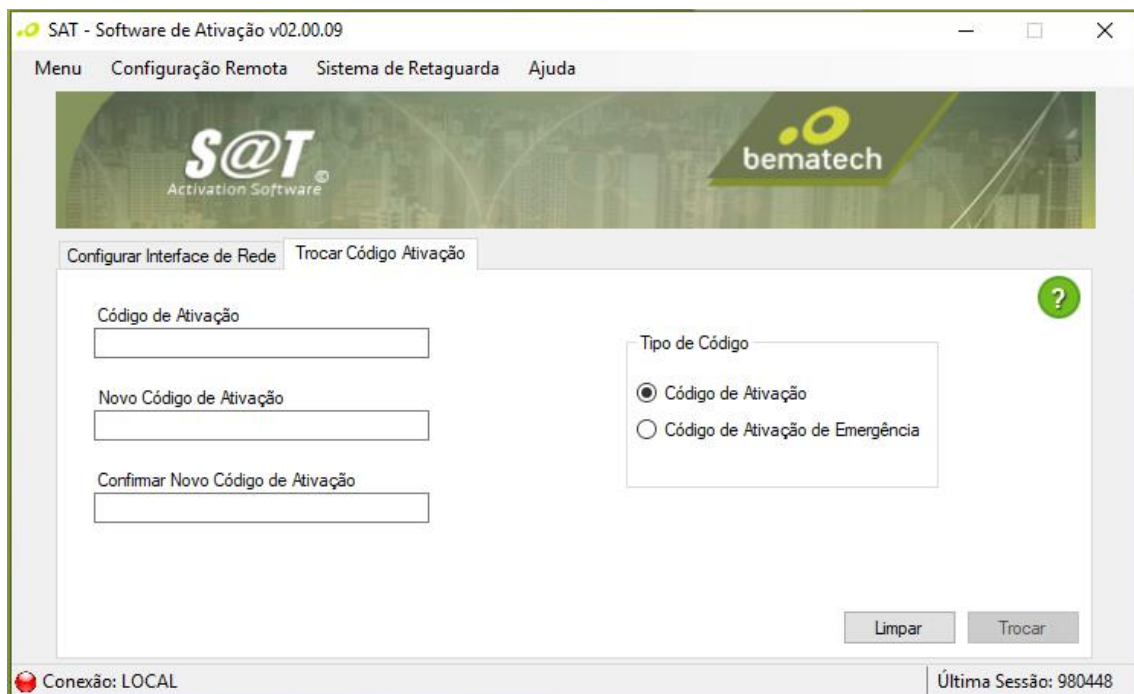 SAT - Software de Ativação v02.00.09
Menu Configuração Remota Sistema de Retaguarda Ajuda
S@T ©
Activation Software
bematech
Configurar Interface de Rede Trocar Código Ativação
?
Código de Ativação
Tipo de Código
Código de Ativação
Novo Código de Ativação
Código de Ativação de Emergência
Confirmar Novo Código de Ativação
Limpar Trocar
Conexão: LOCAL Última Sessão: 980448